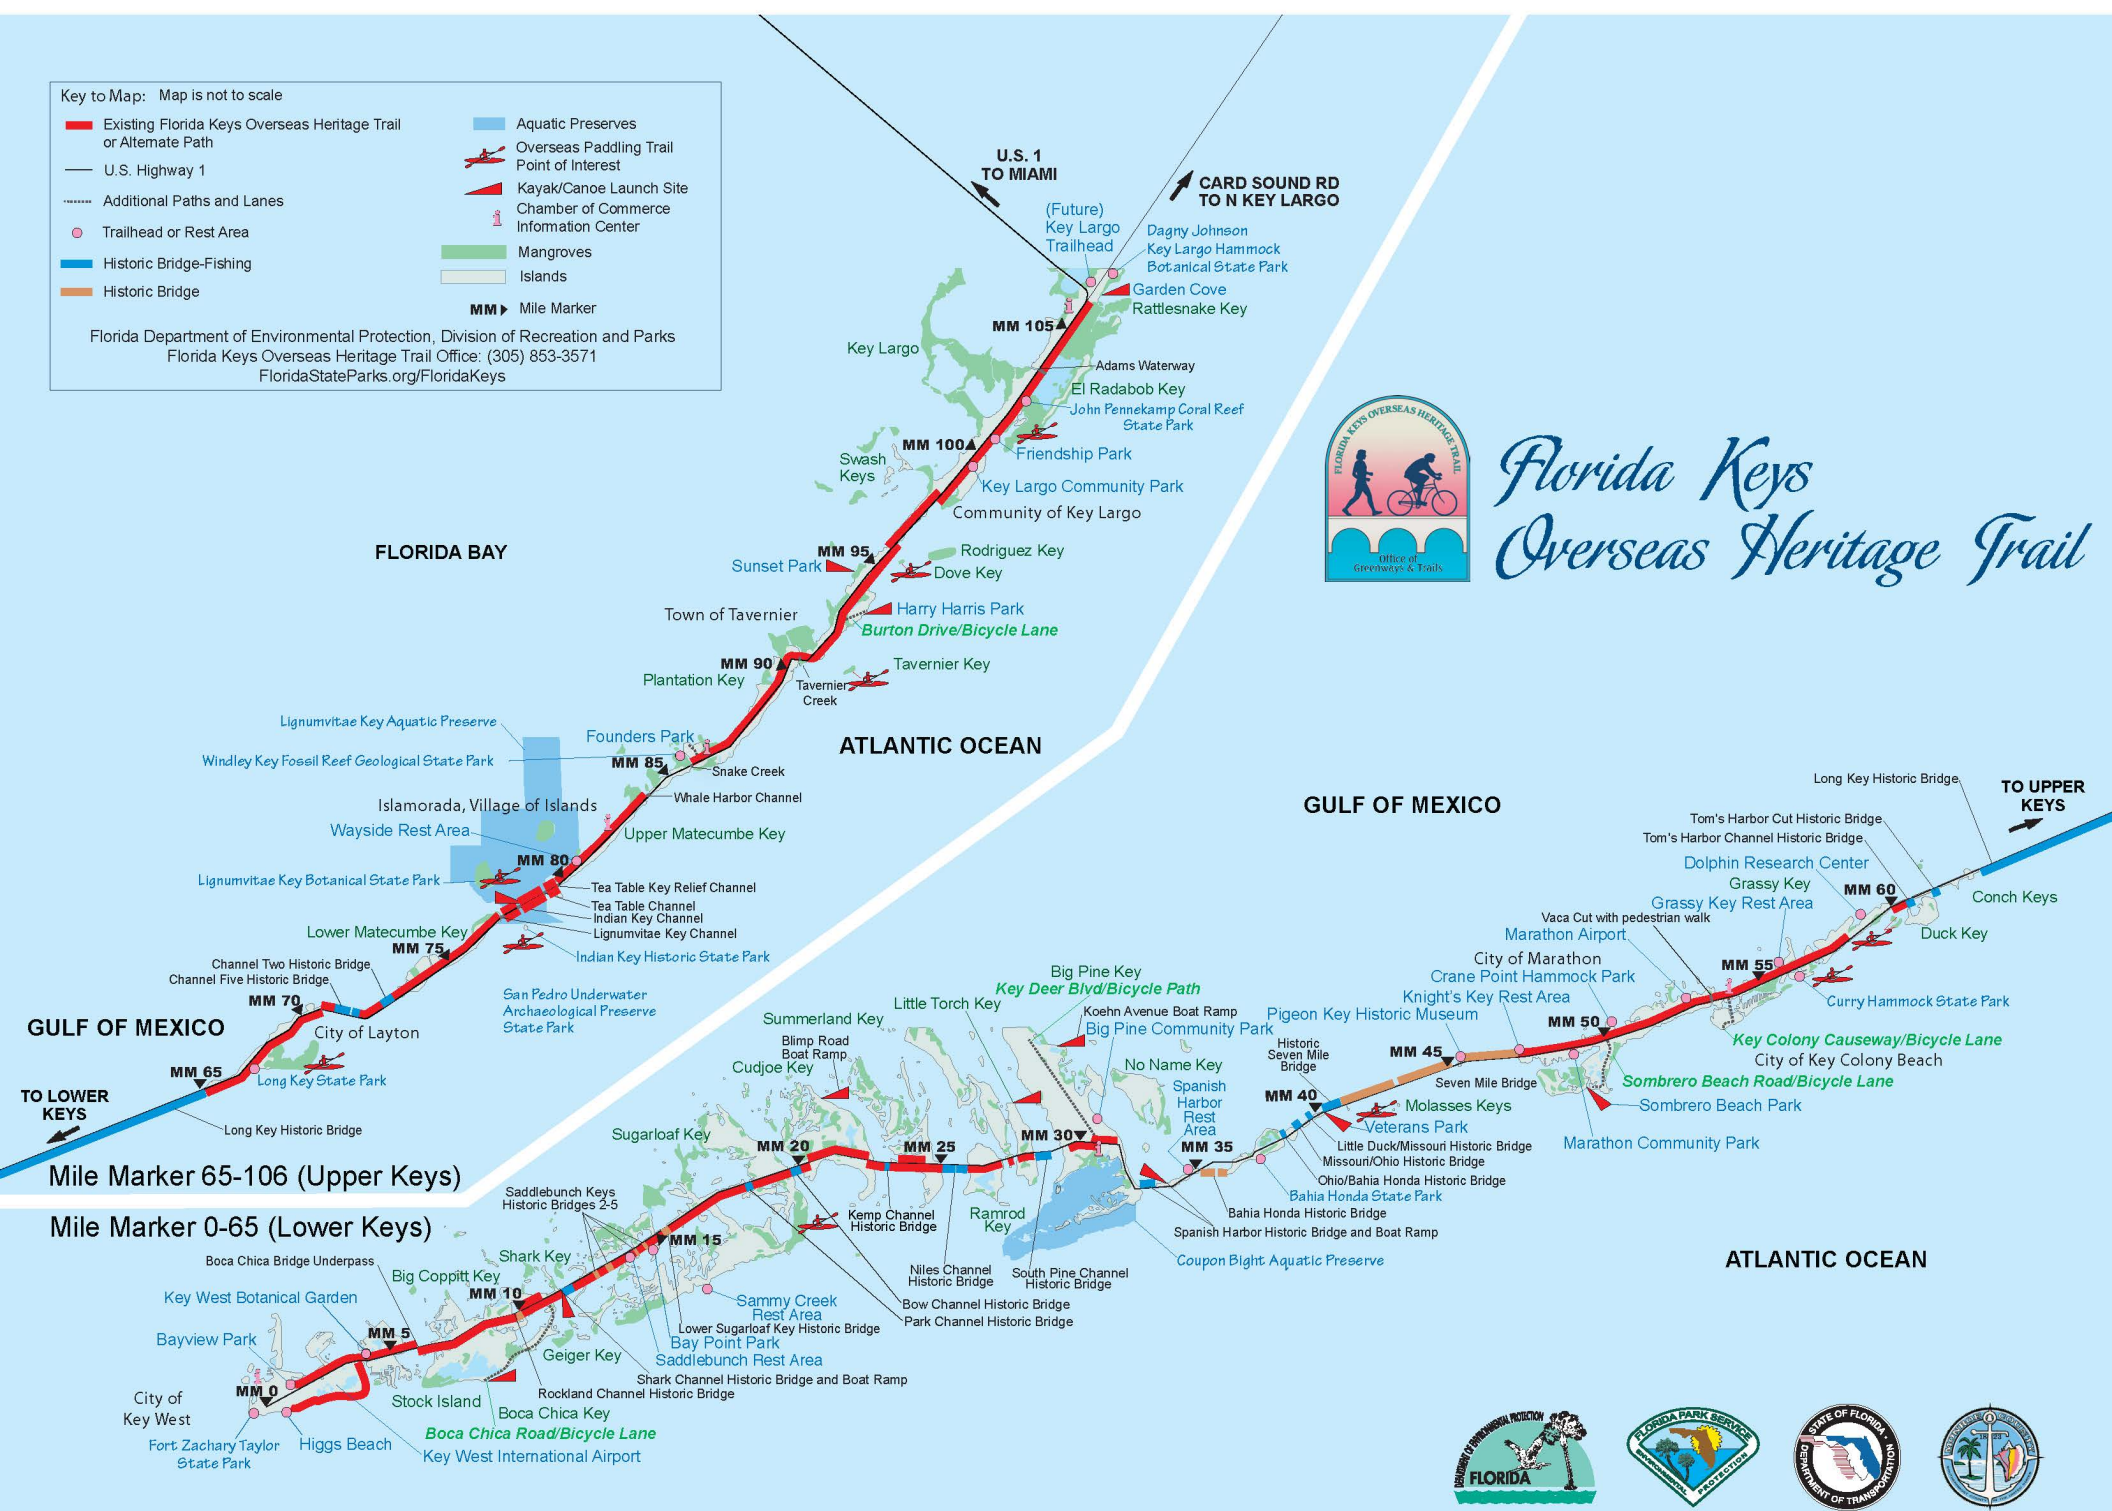 Key to Map: Map is not to scale
Existing Florida Keys Overseas Heritage Trail
or Alternate Path
U.S. Highway 1
Additional Paths and Lanes
Trailhead or Rest Area
Historic Bridge-Fishing
Historic Bridge
Aquatic Preserves
Overseas Paddling Trail
Point of Interest
Kayak/Canoe Launch Site
Chamber of Commerce
Information Center
Mangroves
Islands
MM Mile Marker
Florida Department of Environmental Protection, Division of Recreation and Parks
Florida Keys Overseas Heritage Trail Office: (305) 853-3571
FloridaStateParks.org/FloridaKeys
U.S. 1
TO MIAMI
CARD SOUND RD
TO N KEY LARGO
(Future)
Key Largo
Trailhead
Dagny Johnson
Key Largo Hammock
Botanical State Park
Garden Cove
Rattlesnake Key
MM 105
Key Largo
Adams Waterway
El Radabob Key
John Pennekamp Coral Reef
State Park
MM 100
Friendship Park
Swash
Keys
Key Largo Community Park
Community of Key Largo
FLORIDA BAY
MM 95
Sunset Park
Rodriguez Key
Dove Key
Town of Tavernier
Harry Harris Park
Burton Drive/Bicycle Lane
MM 90
Plantation Key
Tavernier Key
Tavernier
Creek
Lignumvitae Key Aquatic Preserve
Founders Park
Windley Key Fossil Reef Geological State Park
MM 85
ATLANTIC OCEAN
Snake Creek
Whale Harbor Channel
Islamorada, Village of Islands
Wayside Rest Area
Upper Matecumbe Key
MM 80
Lignumvitae Key Botanical State Park
Tea Table Key Relief Channel
Tea Table Channel
Indian Key Channel
Lignumvitae Key Channel
Lower Matecumbe Key
MM 75
Indian Key Historic State Park
Channel Two Historic Bridge
Channel Five Historic Bridge
MM 70
San Pedro Underwater
Archaeological Preserve
State Park
GULF OF MEXICO
City of Layton
MM 65
Long Key State Park
TO LOWER
KEYS
Long Key Historic Bridge
Mile Marker 65-106 (Upper Keys)
FLORIDA KEYS OVERSEAS HERITAGE TRAIL
Office of
Greenways & Trails
Florida Keys
Overseas Heritage Trail
Mile Marker 0-65 (Lower Keys)
GULF OF MEXICO
Long Key Historic Bridge
TO UPPER
KEYS
Tom's Harbor Cut Historic Bridge
Tom's Harbor Channel Historic Bridge
Dolphin Research Center
Grassy Key
MM 60
Grassy Key Rest Area
Conch Keys
Vaca Cut with pedestrian walk
Marathon Airport
Duck Key
City of Marathon
MM 55
Crane Point Hammock Park
Knight's Key Rest Area
Curry Hammock State Park
Pigeon Key Historic Museum
MM 50
Key Colony Causeway/Bicycle Lane
City of Key Colony Beach
Historic
Seven Mile
Bridge
MM 45
Seven Mile Bridge
Sombrero Beach Road/Bicycle Lane
MM 40
Molasses Keys
Sombrero Beach Park
Veterans Park
Marathon Community Park
Little Duck/Missouri Historic Bridge
Missouri/Ohio Historic Bridge
Ohio/Bahia Honda Historic Bridge
Bahia Honda State Park
Bahia Honda Historic Bridge
Spanish Harbor Historic Bridge and Boat Ramp
Coupon Bight Aquatic Preserve
ATLANTIC OCEAN
Big Pine Key
Key Deer Blvd/Bicycle Path
Little Torch Key
Koehn Avenue Boat Ramp
Big Pine Community Park
Summerland Key
Blimp Road
Boat Ramp
Cudjoe Key
No Name Key
Spanish
Harbor
Rest
Area
MM 35
Sugarloaf Key
MM 20
MM 25
MM 30
Saddlebunch Keys
Historic Bridges 2-5
Kemp Channel
Historic Bridge
Ramrod
Key
MM 15
Niles Channel
Historic Bridge
South Pine Channel
Historic Bridge
Boca Chica Bridge Underpass
Shark Key
Big Coppitt Key
MM 10
Key West Botanical Garden
Sammy Creek
Rest Area
Bow Channel Historic Bridge
Park Channel Historic Bridge
Lower Sugarloaf Key Historic Bridge
Bay Point Park
Saddlebunch Rest Area
Bayview Park
MM 5
Geiger Key
Shark Channel Historic Bridge and Boat Ramp
Rockland Channel Historic Bridge
MM 0
City of
Key West
Stock Island
Boca Chica Key
Boca Chica Road/Bicycle Lane
Fort Zachary Taylor
State Park
Higgs Beach
Key West International Airport
DEPARTMENT OF ENVIRONMENTAL PROTECTION
FLORIDA
FLORIDA PARK SERVICE
ENVIRONMENTAL PROTECTION
STATE OF FLORIDA
DEPARTMENT OF TRANSPORTATION